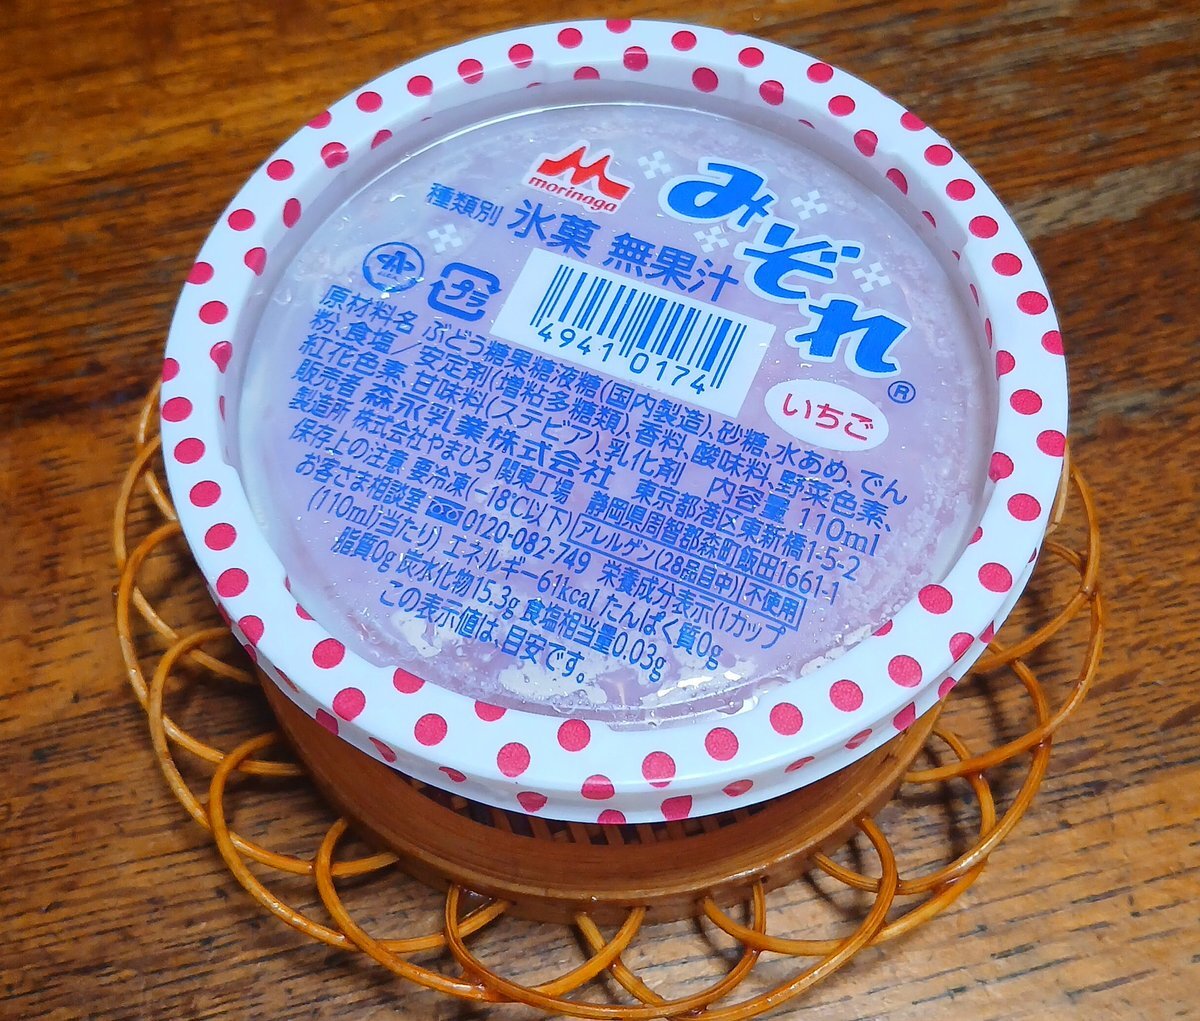 morinaga
みぞれ®
いちご
種類別 氷菓 無果汁
プラ
4941 0174
原材料名 ぶどう糖果糖液糖(国内製造)、砂糖、水あめ、でん
粉、食塩／安定剤(増粘多糖類)、香料、酸味料、野菜色素、
紅花色素、甘味料(ステビア)、乳化剤 内容量 110ml
販売者 森永乳業株式会社 東京都港区東新橋1-5-2
製造所 株式会社やまひろ 関東工場 静岡県周智郡森町飯田1661-1
保存上の注意 要冷凍(-18℃以下) アレルゲン(28品目中) 不使用
お客さま相談室 0120-082-749 栄養成分表示(1カップ
(110ml)当たり) エネルギー61kcal たんぱく質0g
脂質0g 炭水化物15.3g 食塩相当量0.03g
この表示値は、目安です。